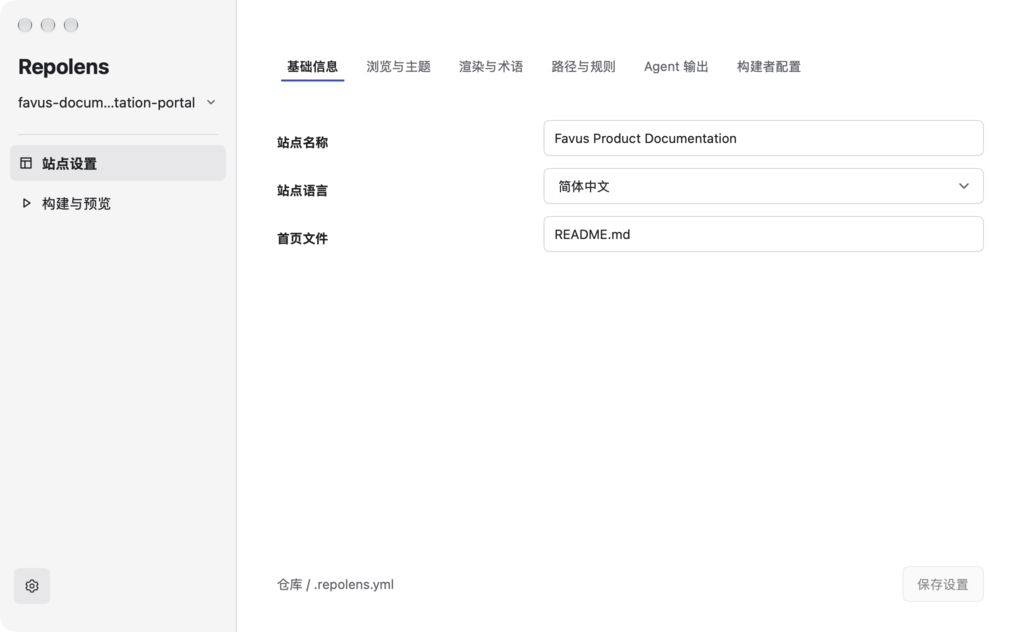 Repolens
favus-docum...tation-portal
站点设置
构建与预览
基础信息
浏览与主题
渲染与术语
路径与规则
Agent 输出
构建者配置
站点名称
Favus Product Documentation
站点语言
简体中文
首页文件
README.md
仓库 / .repolens.yml
保存设置